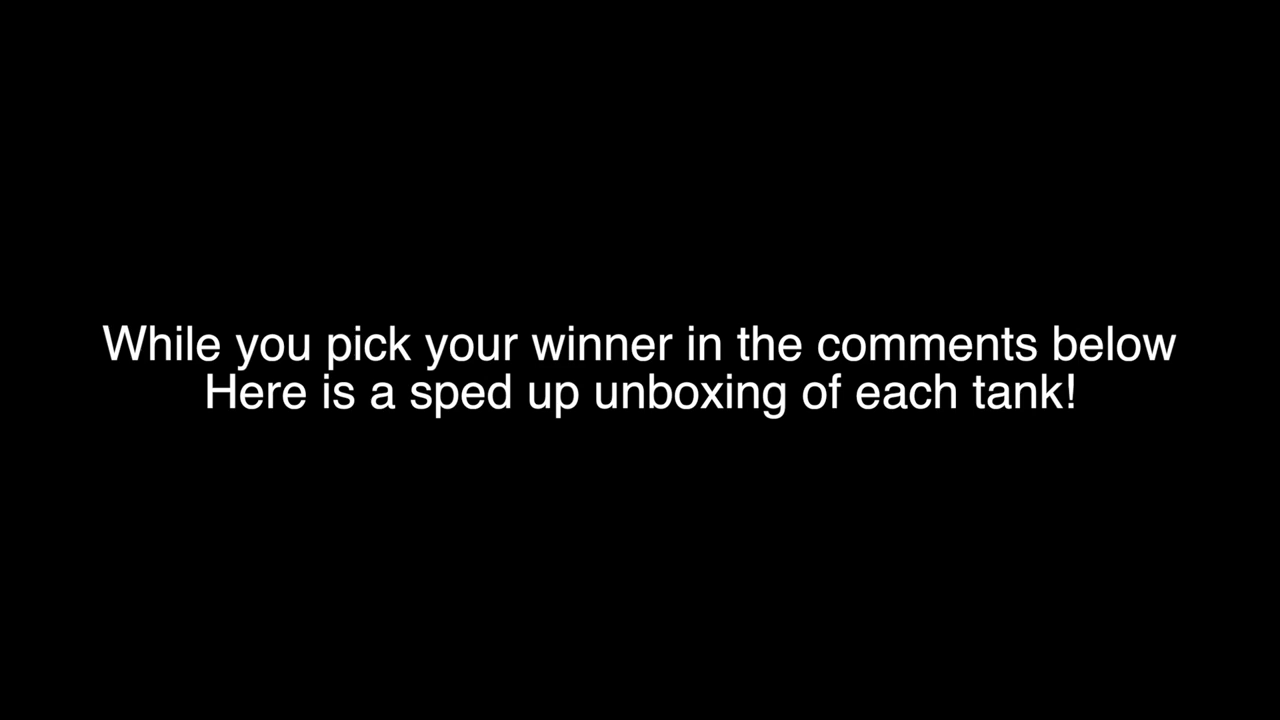 While you pick your winner in the comments below
Here is a sped up unboxing of each tank!